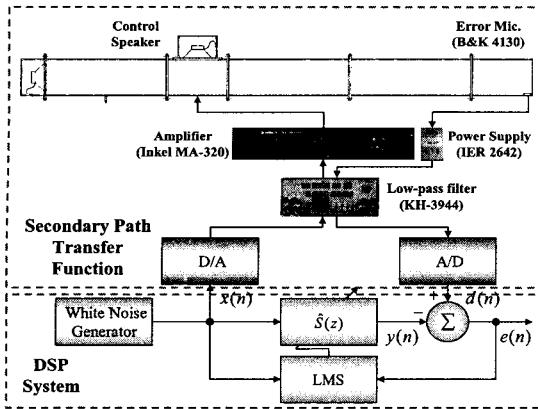 Control
Speaker
Error Mic.
(B&K 4130)
Amplifier
(Inkel MA-320)
Power Supply
(IER 2642)
Low-pass filter
(KH-3944)
Secondary Path
Transfer
Function
D/A
A/D
x(n)
+
d(n)
White Noise
Generator
Ŝ(z)
−
y(n)
Σ
e(n)
DSP
System
LMS